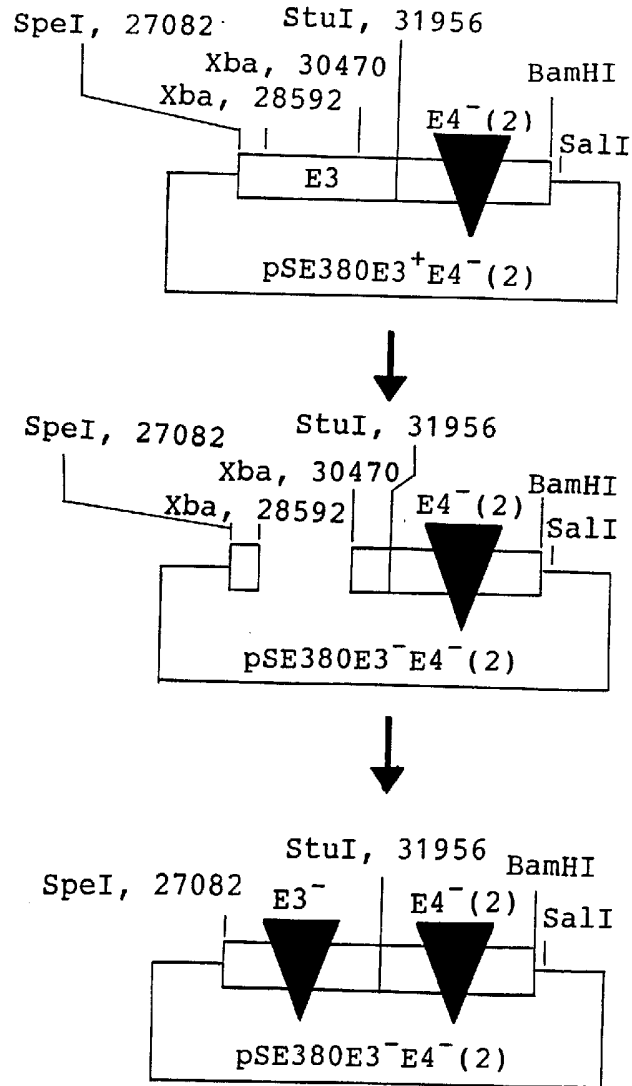 SpeI, 27082
StuI, 31956
Xba, 30470
BamHI
Xba, 28592
E4⁻(2)
SalI
E3
pSE380E3⁺E4⁻(2)
StuI, 31956
SpeI, 27082
Xba, 30470
BamHI
Xba, 28592
E4⁻(2)
SalI
pSE380E3⁻E4⁻(2)
StuI, 31956
BamHI
SpeI, 27082
E3⁻
E4⁻(2)
SalI
pSE380E3⁻E4⁻(2)